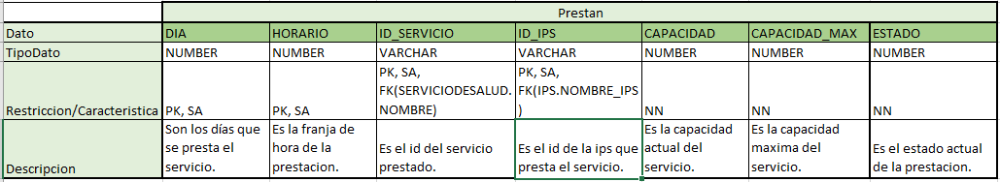 Prestan
Dato DIA HORARIO ID_SERVICIO ID_IPS CAPACIDAD CAPACIDAD_MAX ESTADO
TipoDato NUMBER NUMBER VARCHAR VARCHAR NUMBER NUMBER NUMBER
Restriccion/Caracteristica
PK, SA
PK, SA
PK, SA,
FK(SERVICIODESALUD.
NOMBRE)
PK, SA,
FK(IPS.NOMBRE_IPS
)
NN
NN
NN
Descripcion
Son los días que
se presta el
servicio.
Es la franja de
hora de la
prestacion.
Es el id del servicio
prestado.
Es el id de la ips que
presta el servicio.
Es la capacidad
actual del
servicio.
Es la capacidad
maxima del
servicio.
Es el estado actual
de la prestacion.